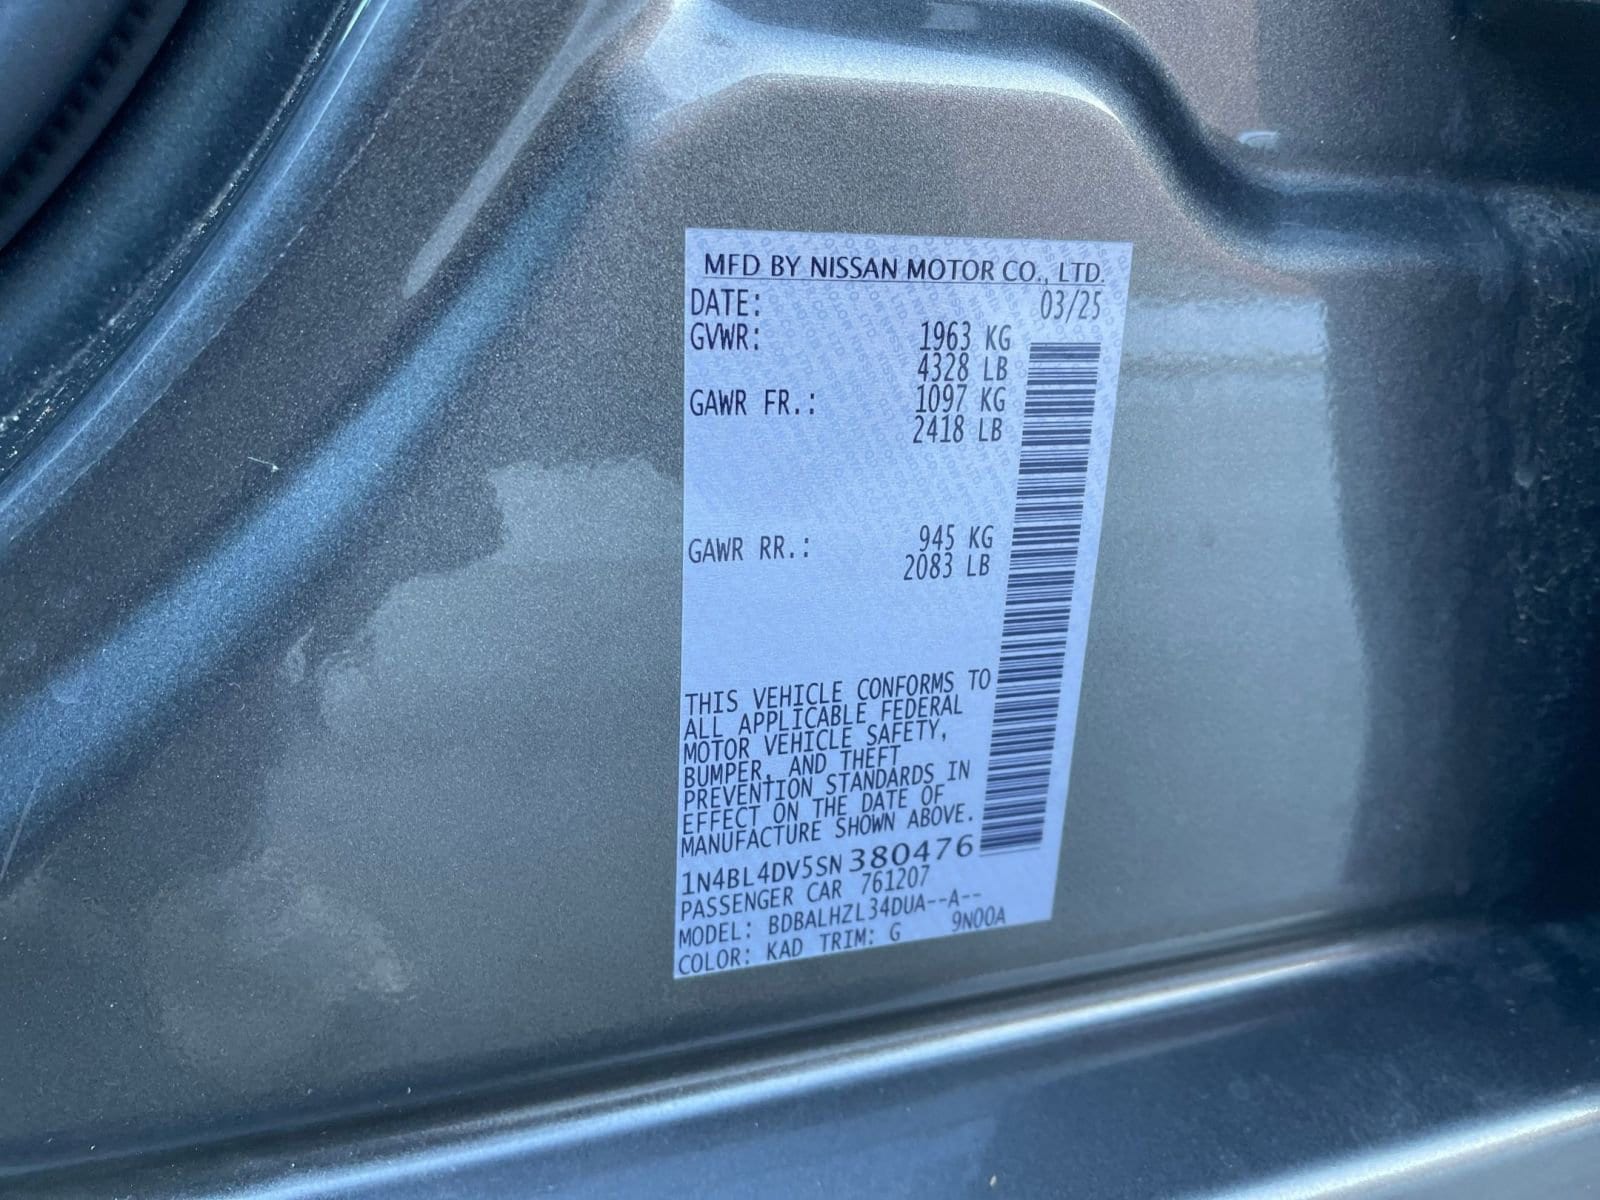 MFD BY NISSAN MOTOR CO., LTD.
DATE: 03/25
GVWR: 1963 KG
4328 LB
GAWR FR.: 1097 KG
2418 LB
GAWR RR.: 945 KG
2083 LB
THIS VEHICLE CONFORMS TO
ALL APPLICABLE FEDERAL
MOTOR VEHICLE SAFETY,
BUMPER, AND THEFT
PREVENTION STANDARDS IN
EFFECT ON THE DATE OF
MANUFACTURE SHOWN ABOVE.
1N4BL4DV5SN380476
PASSENGER CAR 761207
MODEL: BDBALHZL34DUA--A--
COLOR: KAD TRIM: G 9N00A